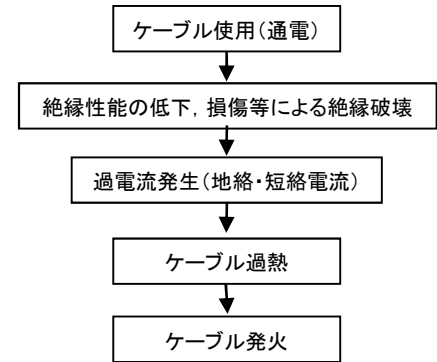 ケーブル使用（通電）
絶縁性能の低下，損傷等による絶縁破壊
過電流発生（地絡・短絡電流）
ケーブル過熱
ケーブル発火